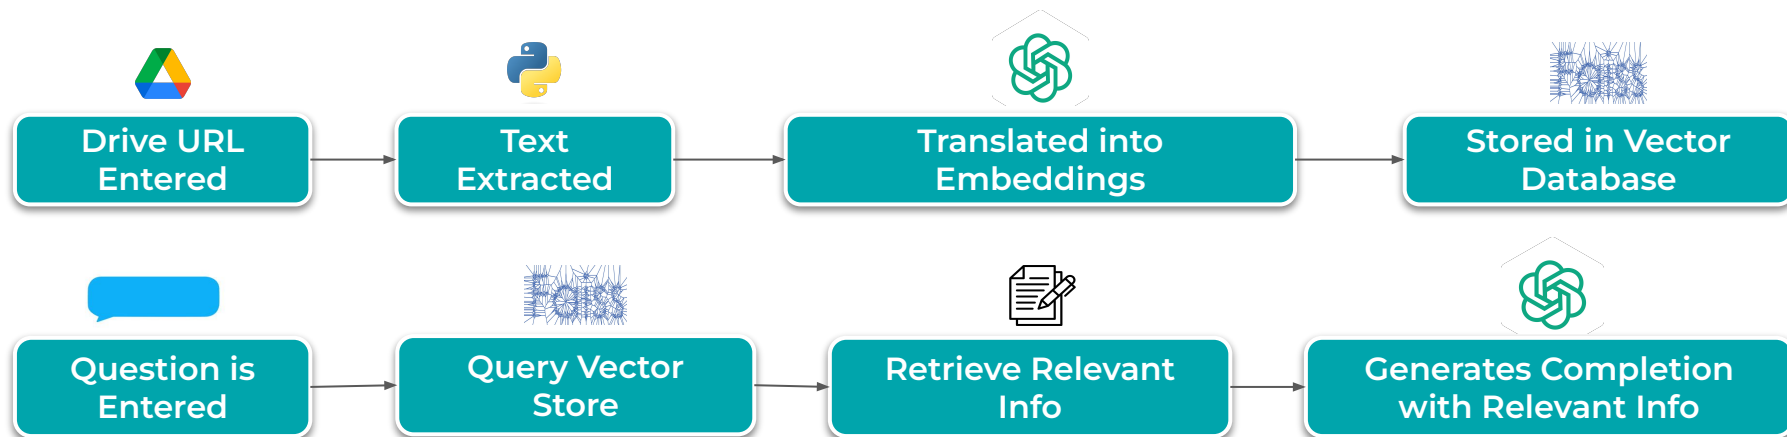 Faiss
Drive URL
Entered
Text
Extracted
Translated into
Embeddings
Stored in Vector
Database
Faiss
Question is
Entered
Query Vector
Store
Retrieve Relevant
Info
Generates Completion
with Relevant Info